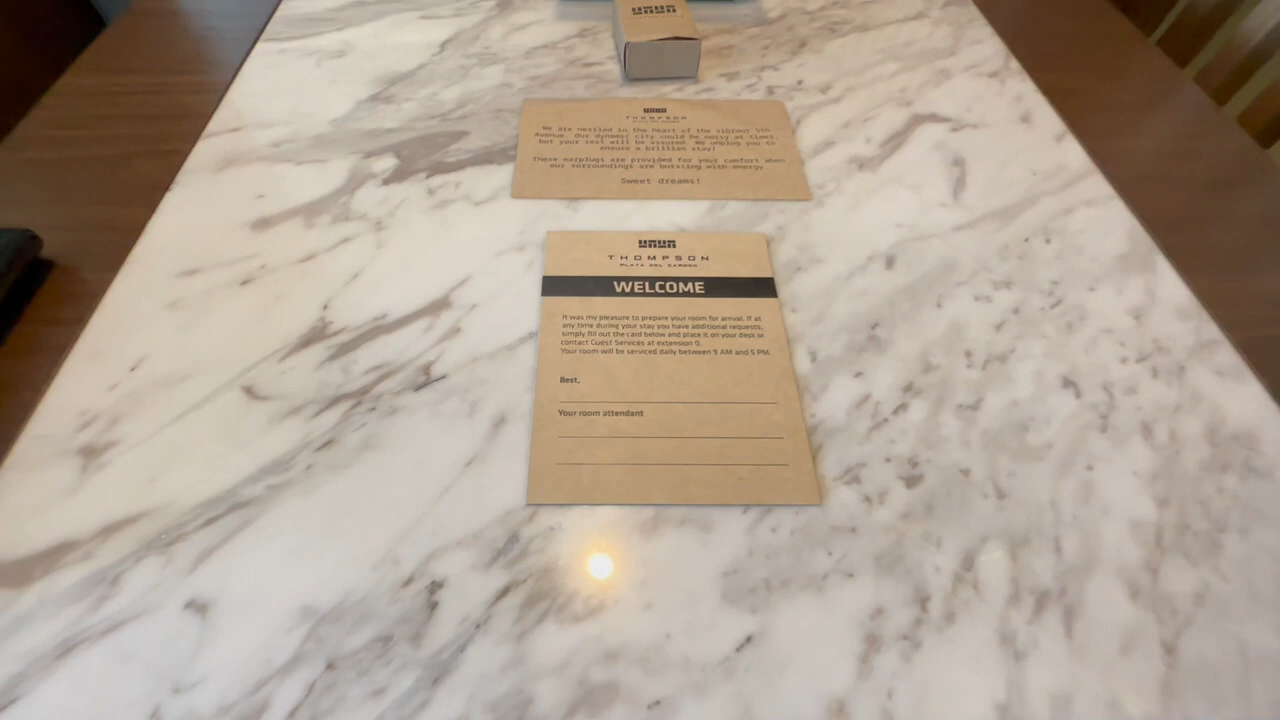 THOMPSON
PLAYA DEL CARMEN
We are nestled in the heart of the vibrant 5th
Avenue. Our dynamic city could be noisy at times,
but your rest will be assured. We unplug you to
ensure a brillian stay!
These earplugs are provided for your comfort when
our surroundings are bursting with energy
Sweet dreams!
THOMPSON
PLAYA DEL CARMEN
WELCOME
It was my pleasure to prepare your room for arrival. If at
any time during your stay you have additional requests,
simply fill out the card below and place it on your desk or
contact Guest Services at extension 0.
Your room will be serviced daily between 9 AM and 5 PM.
Best,
Your room attendant